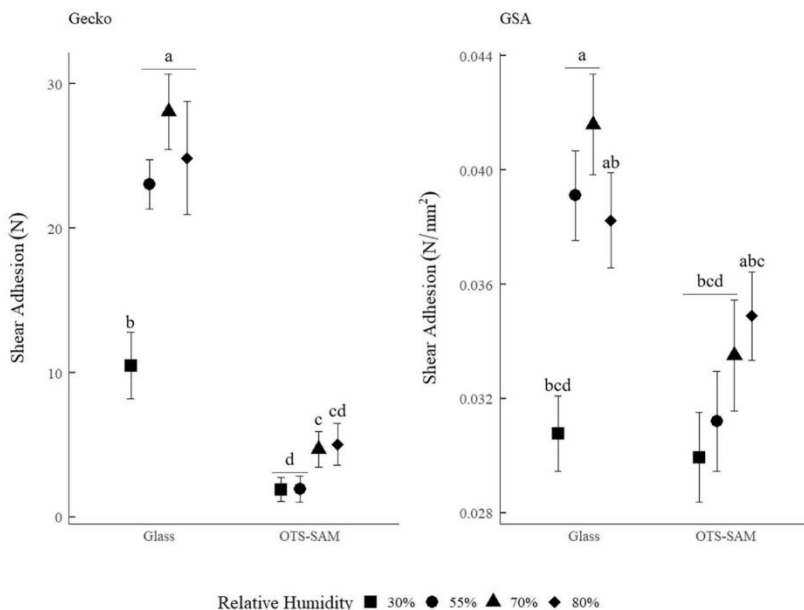 Gecko
Shear Adhesion (N)
30
20
10
0
a
b
c
cd
d
Glass
OTS-SAM
GSA
Shear Adhesion (N/mm²)
0.044
0.040
0.036
0.032
0.028
a
ab
abc
bcd
bcd
Glass
OTS-SAM
Relative Humidity 30% 55% 70% 80%